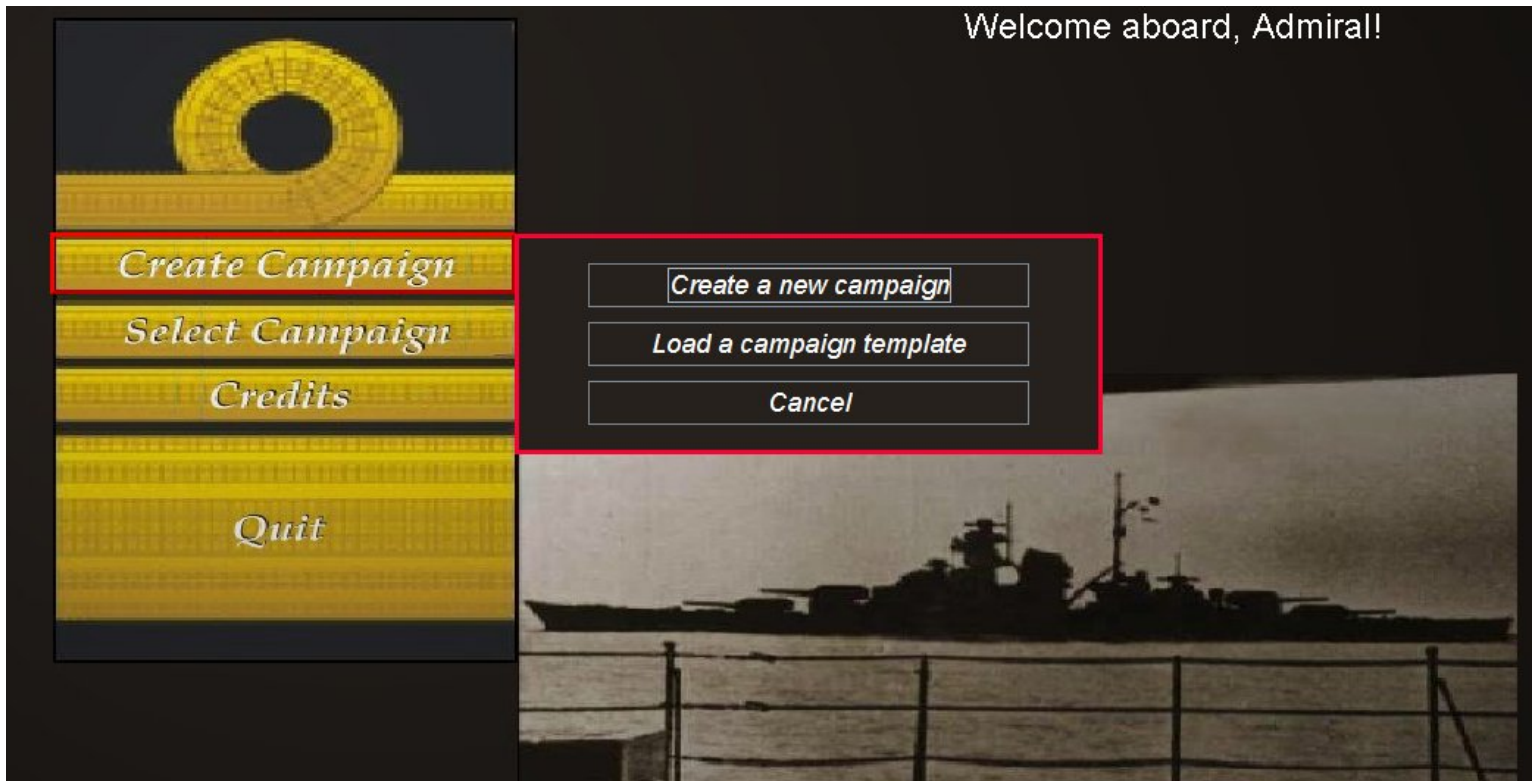 Welcome aboard, Admiral!
Create Campaign
Select Campaign
Credits
Quit
Create a new campaign
Load a campaign template
Cancel